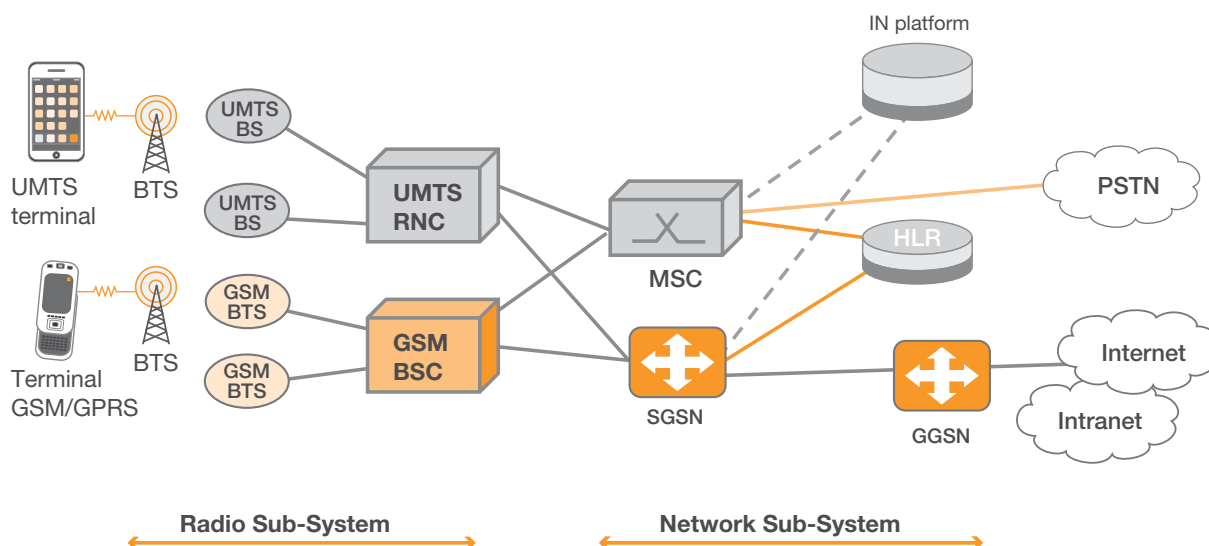 IN platform
UMTS
BS
UMTS
terminal
BTS
UMTS
BS
UMTS
RNC
PSTN
HLR
MSC
GSM
BTS
GSM
BTS
BTS
Terminal
GSM/GPRS
GSM
BSC
SGSN
GGSN
Internet
Intranet
Radio Sub-System
Network Sub-System